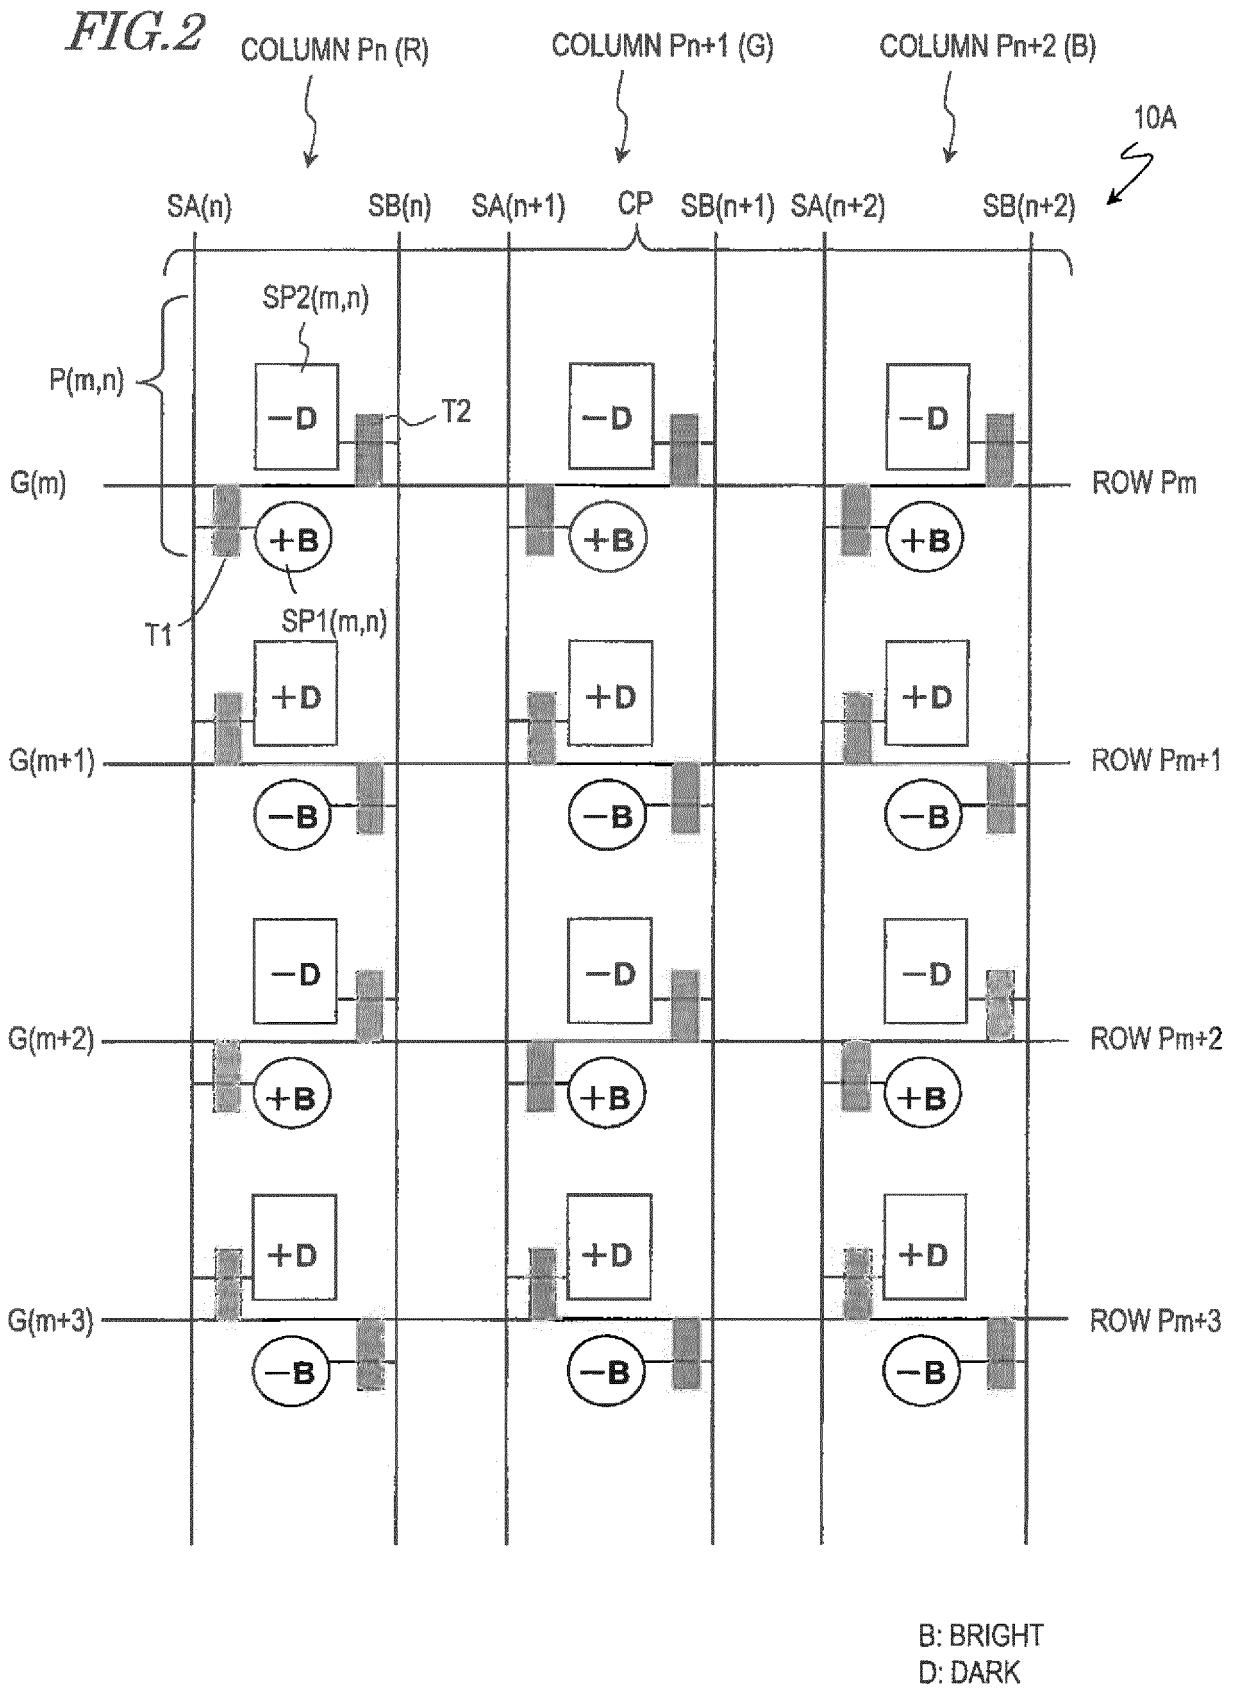 FIG.2
COLUMN Pn (R) COLUMN Pn+1 (G) COLUMN Pn+2 (B)
10A
SA(n) SB(n) SA(n+1) CP SB(n+1) SA(n+2) SB(n+2)
SP2(m,n)
P(m,n)
−D T2 −D −D
G(m) ROW Pm
+B +B +B
T1 SP1(m,n)
+D +D +D
G(m+1) ROW Pm+1
−B −B −B
−D −D −D
G(m+2) ROW Pm+2
+B +B +B
+D +D +D
G(m+3) ROW Pm+3
−B −B −B
B: BRIGHT
D: DARK